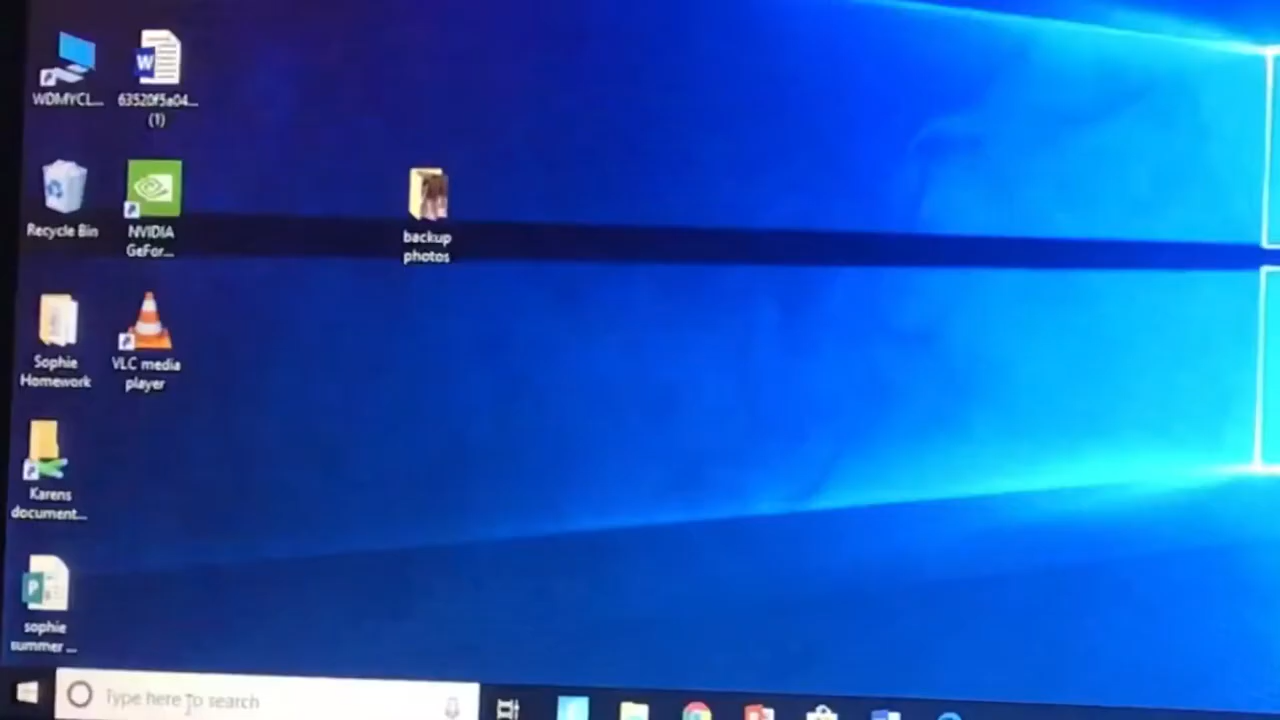 WDMYCL...
63520f5a04...
(1)
Recycle Bin
NVIDIA
GeFor...
backup
photos
Sophie
Homework
VLC media
player
Karens
document...
sophie
summer ...
Type here to search